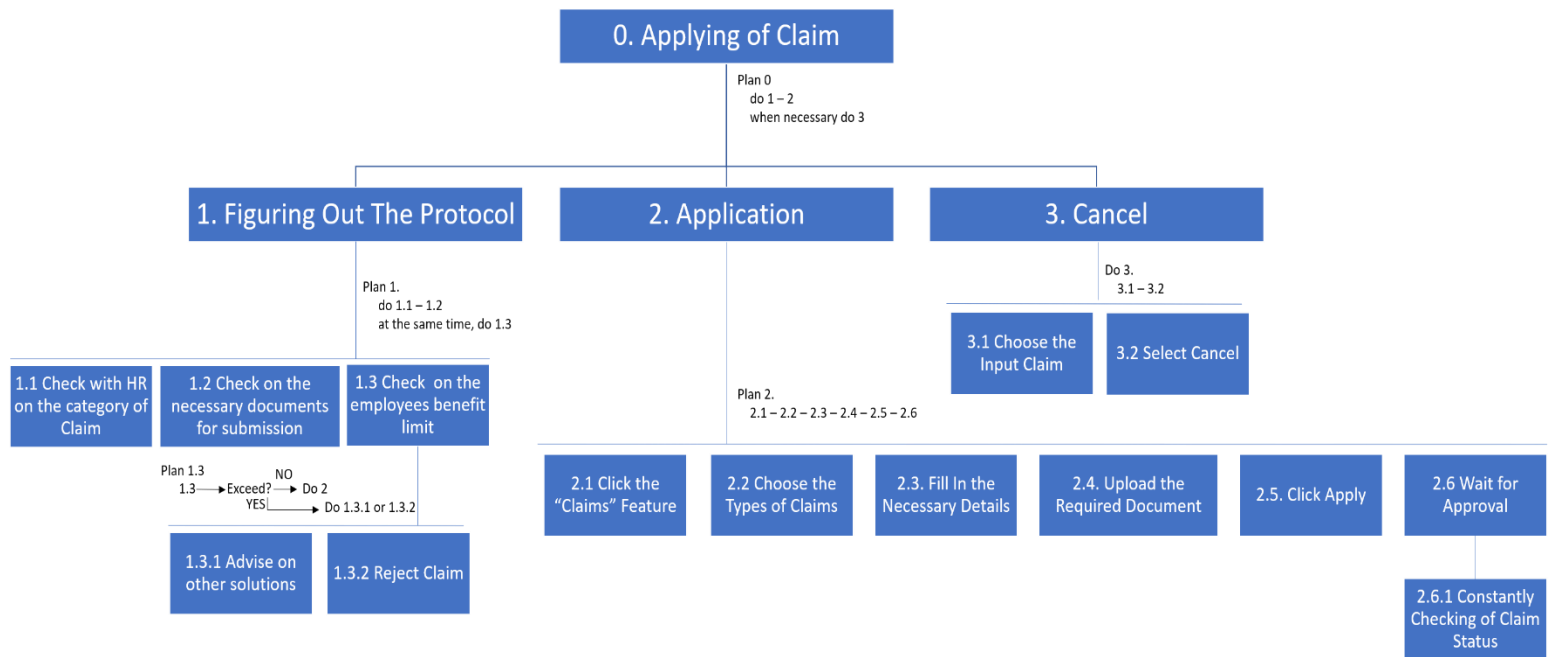 0. Applying of Claim
Plan 0
do 1 – 2
when necessary do 3
1. Figuring Out The Protocol
2. Application
3. Cancel
Plan 1.
do 1.1 – 1.2
at the same time, do 1.3
Do 3.
3.1 – 3.2
3.1 Choose the
Input Claim
3.2 Select Cancel
1.1 Check with HR
on the category of
Claim
1.2 Check on the
necessary documents
for submission
1.3 Check on the
employees benefit
limit
Plan 2.
2.1 – 2.2 – 2.3 – 2.4 – 2.5 – 2.6
Plan 1.3
1.3 Exceed? NO Do 2
YES Do 1.3.1 or 1.3.2
1.3.1 Advise on
other solutions
1.3.2 Reject Claim
2.1 Click the
“Claims” Feature
2.2 Choose the
Types of Claims
2.3. Fill In the
Necessary Details
2.4. Upload the
Required Document
2.5. Click Apply
2.6 Wait for
Approval
2.6.1 Constantly
Checking of Claim
Status